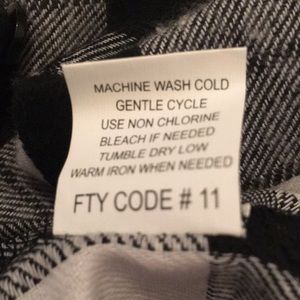 MACHINE WASH COLD
GENTLE CYCLE
USE NON CHLORINE
BLEACH IF NEEDED
TUMBLE DRY LOW
WARM IRON WHEN NEEDED
FTY CODE # 11